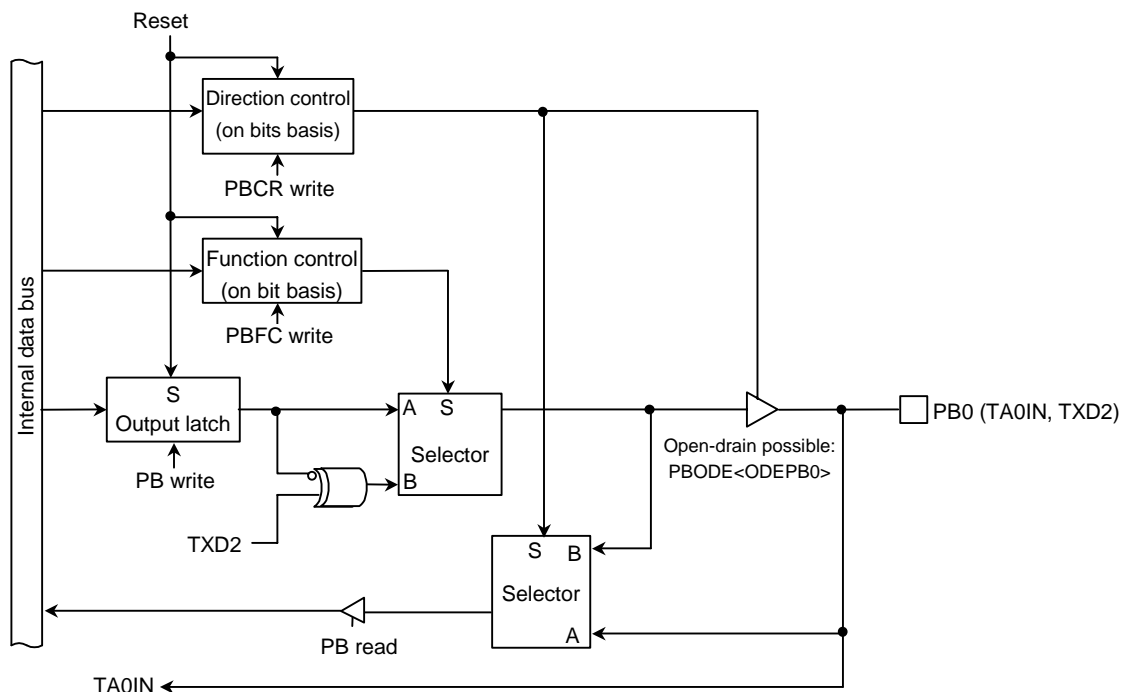 Reset
Direction control
(on bits basis)
PBCR write
Function control
(on bit basis)
PBFC write
Internal data bus
S
Output latch
PB write
A
S
Selector
B
TXD2
PB0 (TA0IN, TXD2)
Open-drain possible:
PBODE<ODEPB0>
S
B
Selector
A
PB read
TA0IN